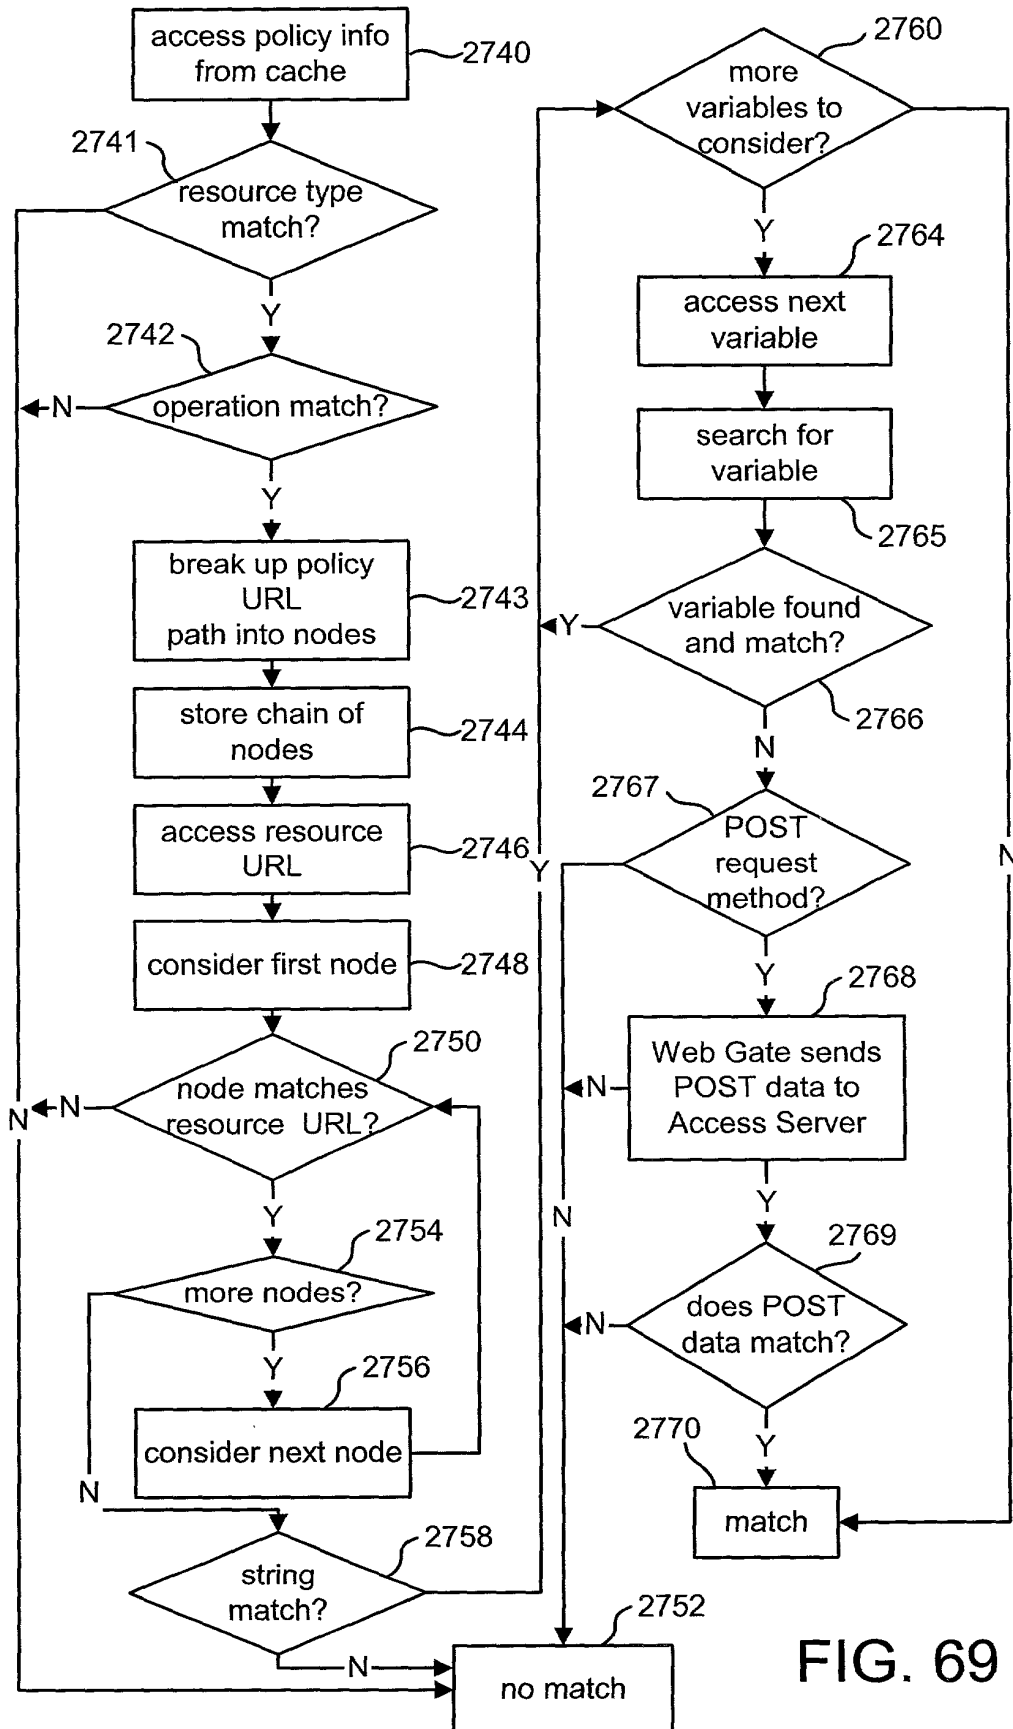 access policy info
from cache
2740
2741
resource type
match?
Y
2742
N
operation match?
Y
break up policy
URL
path into nodes
2743
store chain of
nodes
2744
access resource
URL
2746
consider first node
2748
2750
node matches
resource URL?
N
N
Y
2754
more nodes?
Y
2756
consider next node
N
2758
string
match?
N
Y
2760
more
variables to
consider?
Y
N
2764
access next
variable
search for
variable
2765
variable found
and match?
Y
2766
N
2767
POST
request
method?
Y
2768
Web Gate sends
POST data to
Access Server
N
Y
N
2769
does POST
data match?
N
Y
2770
match
2752
no match
FIG. 69